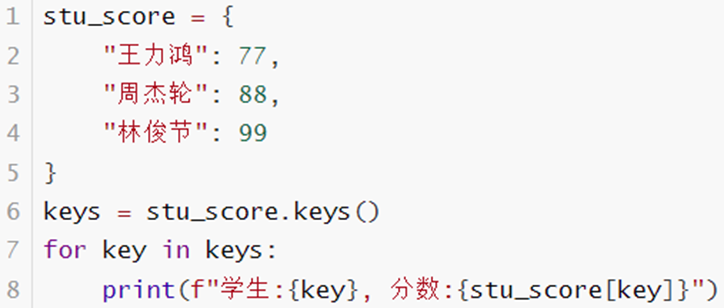 1 stu_score = {
2     "王力鸿": 77,
3     "周杰轮": 88,
4     "林俊节": 99
5 }
6 keys = stu_score.keys()
7 for key in keys:
8     print(f"学生:{key}, 分数:{stu_score[key]}")